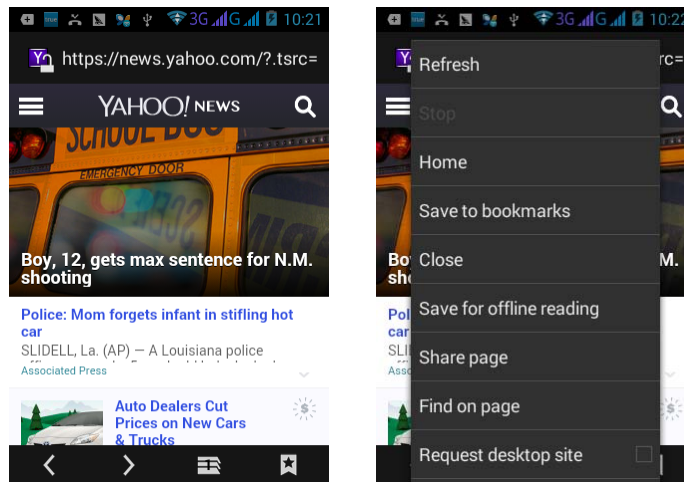 3G G 10:21
https://news.yahoo.com/?.tsrc=
YAHOO! NEWS
SCHOOL BUS
EMERGENCY DOOR
Boy, 12, gets max sentence for N.M.
shooting
Police: Mom forgets infant in stifling hot
car
SLIDELL, La. (AP) — A Louisiana police
Associated Press
Auto Dealers Cut
Prices on New Cars
& Trucks
3G G 10:22
rc=
Refresh
Stop
Home
Save to bookmarks
Close
Save for offline reading
Share page
Find on page
Request desktop site